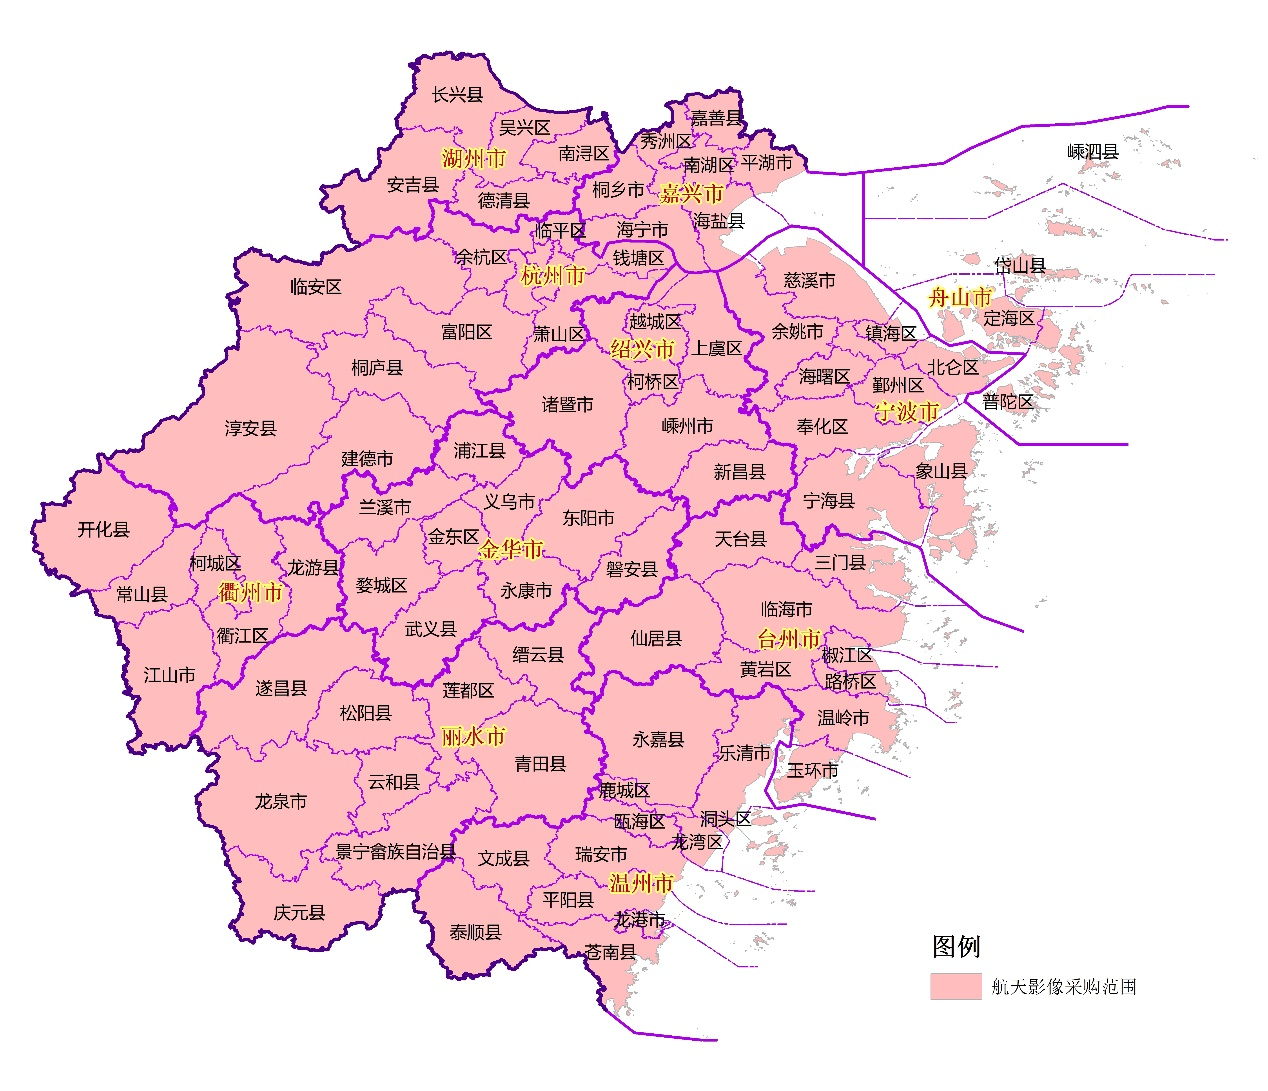 长兴县
吴兴区
南浔区
湖州市
安吉县
德清县
嘉善县
秀洲区
南湖区
平湖市
桐乡市
嘉兴市
海盐县
海宁市
嵊泗县
临平区
余杭区
钱塘区
杭州市
临安区
富阳区
萧山区
桐庐县
淳安县
建德市
慈溪市
岱山县
舟山市
定海区
普陀区
越城区
绍兴市
上虞区
柯桥区
诸暨市
嵊州市
新昌县
余姚市
镇海区
北仑区
海曙区
鄞州区
宁波市
奉化区
象山县
宁海县
浦江县
兰溪市
义乌市
东阳市
金东区
金华市
磐安县
婺城区
永康市
武义县
开化县
常山县
柯城区
龙游县
衢州市
衢江区
江山市
天台县
三门县
临海市
台州市
仙居县
黄岩区
椒江区
路桥区
温岭市
玉环市
缙云县
遂昌县
莲都区
松阳县
丽水市
青田县
云和县
龙泉市
景宁畲族自治县
庆元县
永嘉县
乐清市
鹿城区
瓯海区
洞头区
龙湾区
文成县
瑞安市
温州市
平阳县
龙港市
泰顺县
苍南县
图例
航天影像采购范围